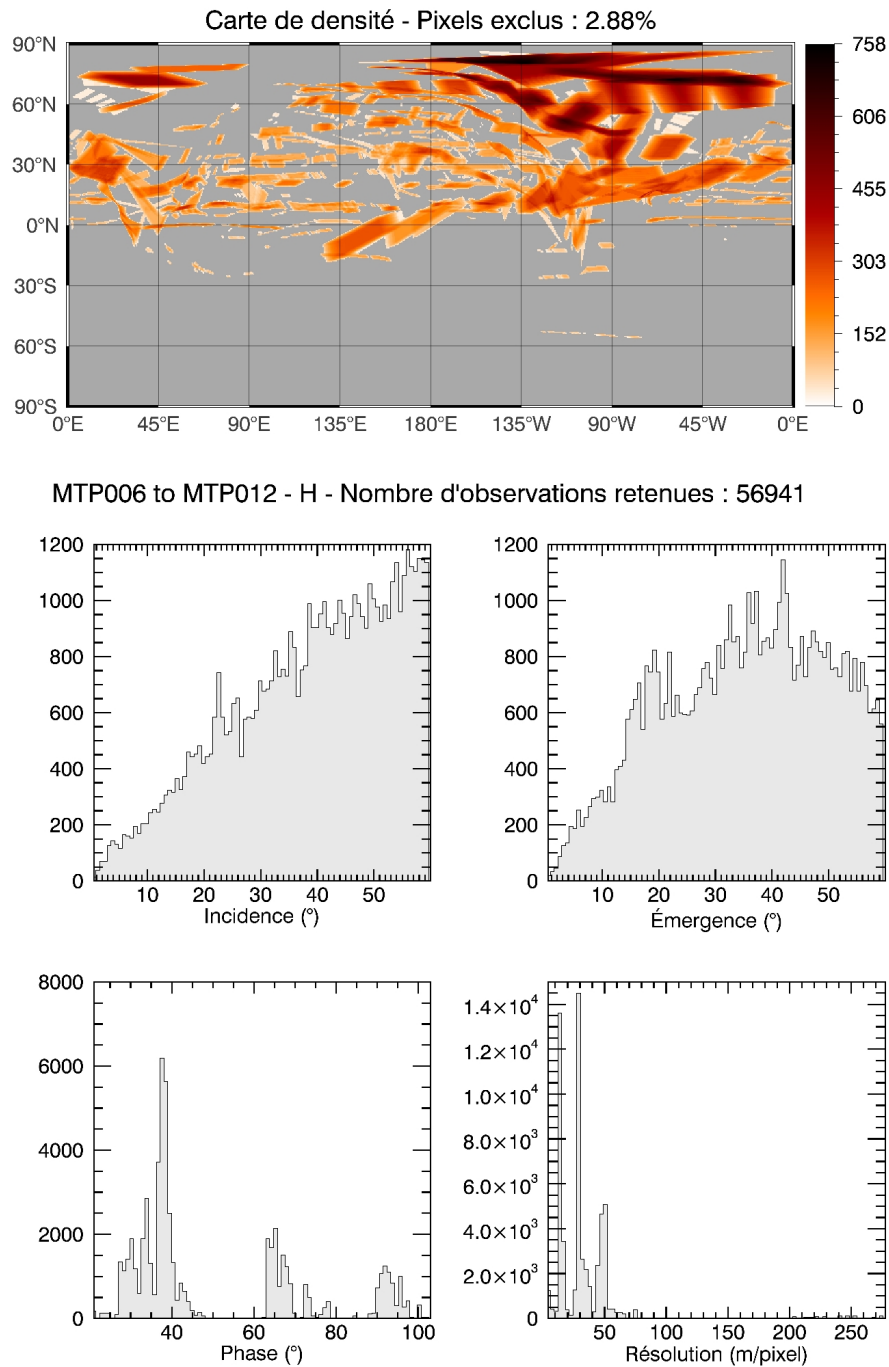 Carte de densité - Pixels exclus : 2.88%
90°N
60°N
30°N
0°N
30°S
60°S
90°S
0°E 45°E 90°E 135°E 180°E 135°W 90°W 45°W 0°E
758
606
455
303
152
0
MTP006 to MTP012 - H - Nombre d'observations retenues : 56941
1200
1000
800
600
400
200
0
10 20 30 40 50
Incidence (°)
1200
1000
800
600
400
200
0
10 20 30 40 50
Émergence (°)
8000
6000
4000
2000
0
40 60 80 100
Phase (°)
1.4×10⁴
1.2×10⁴
1.0×10⁴
8.0×10³
6.0×10³
4.0×10³
2.0×10³
0
50 100 150 200 250
Résolution (m/pixel)